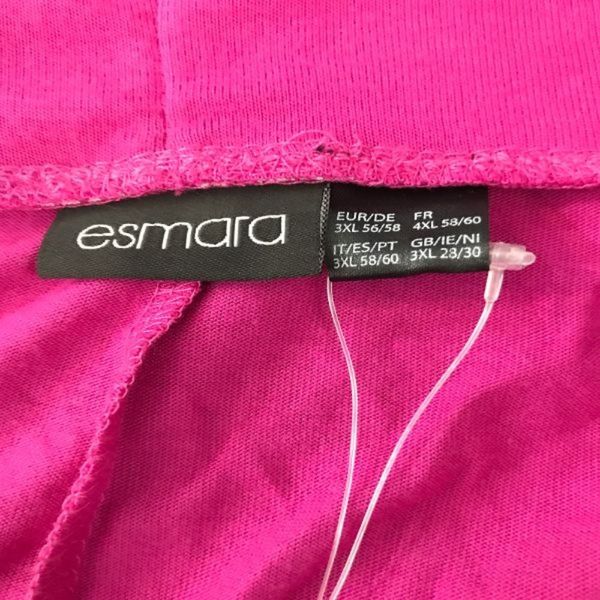 esmara
EUR/DE FR
3XL 56/58 4XL 58/60
IT/ES/PT GB/IE/NI
3XL 58/60 3XL 28/30